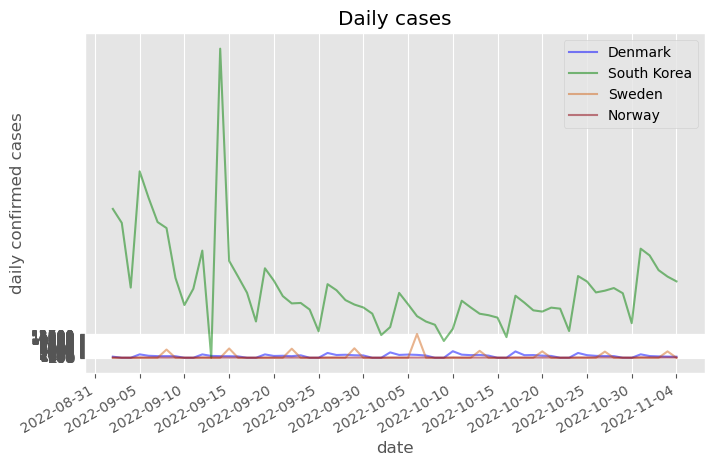 Daily cases
Denmark
South Korea
Sweden
Norway
daily confirmed cases
2022-08-31
2022-09-05
2022-09-10
2022-09-15
2022-09-20
2022-09-25
2022-09-30
2022-10-05
2022-10-10
2022-10-15
2022-10-20
2022-10-25
2022-10-30
2022-11-04
date